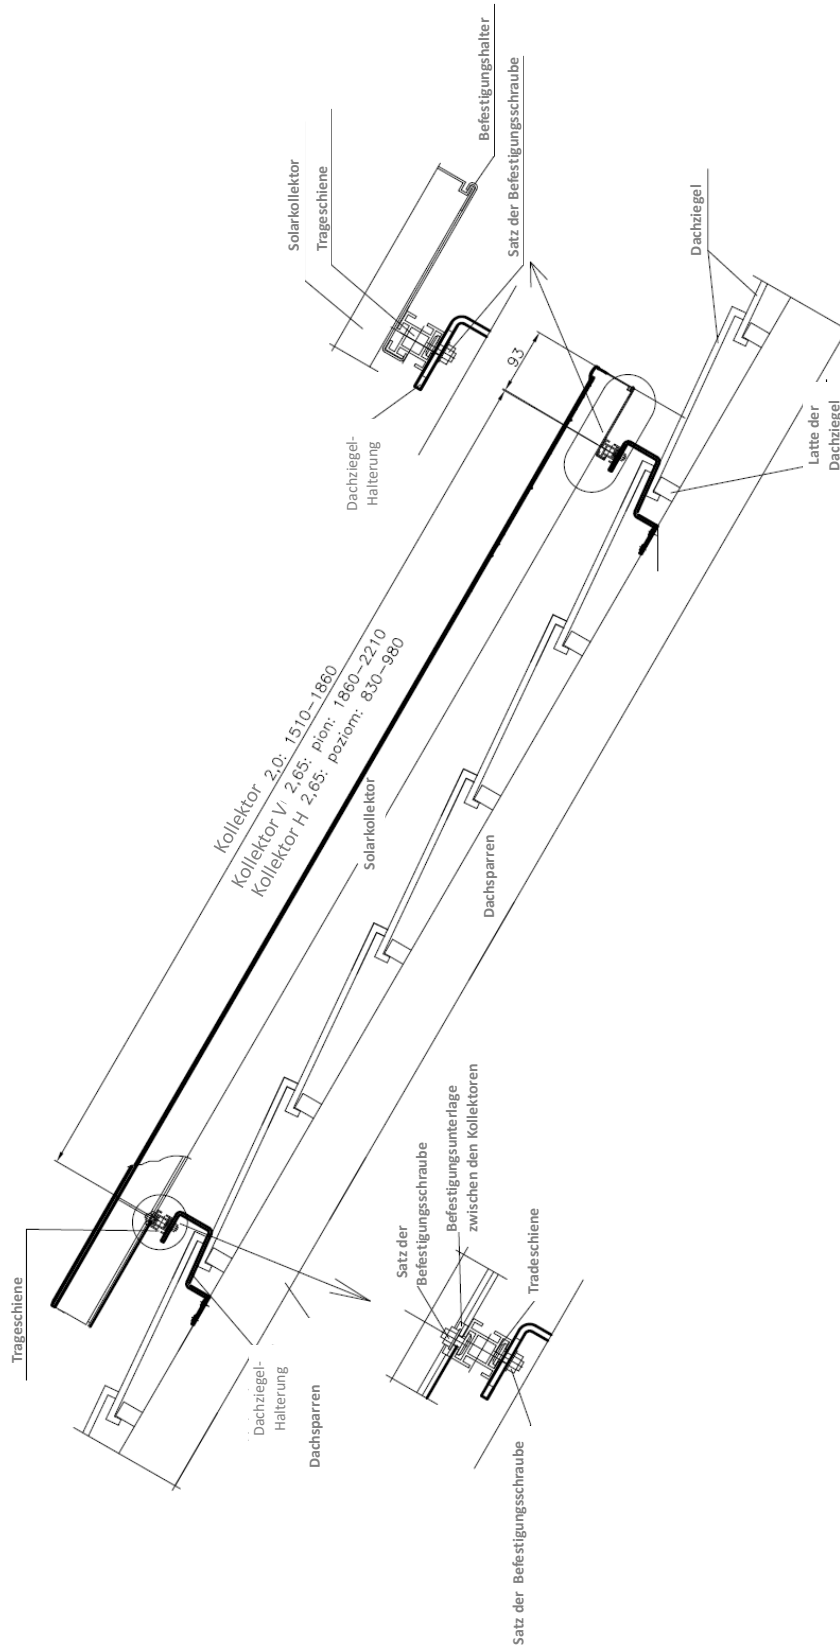 Befestigungshalter
Solarkollektor
Trageschiene
Satz der Befestigungsschraube
Dachziegel
Dachziegel-
Halterung
93
Latte der
Dachziegel
Kollektor 2,0: 1510-1860
Kollektor V 2,65: pion: 1860-2210
Kollektor H 2,65: poziom: 830-980
Solarkollektor
Dachsparren
Trageschiene
Satz der
Befestigungsschraube
Befestigungsunterlage
zwischen den Kollektoren
Tradeschiene
Dachziegel-
Halterung
Dachsparren
Satz der Befestigungsschraube